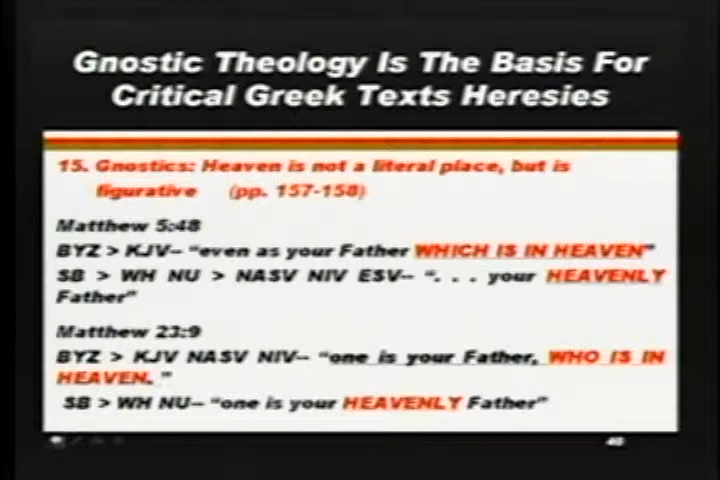 Gnostic Theology Is The Basis For
Critical Greek Texts Heresies
15. Gnostics: Heaven is not a literal place, but is
figurative (pp. 157-158)
Matthew 5:48
BYZ > KJV-- "even as your Father WHICH IS IN HEAVEN"
SB > WH NU > NASV NIV ESV-- ". . . your HEAVENLY
Father"
Matthew 23:9
BYZ > KJV NASV NIV-- "one is your Father, WHO IS IN
HEAVEN. "
SB > WH NU-- "one is your HEAVENLY Father"
40